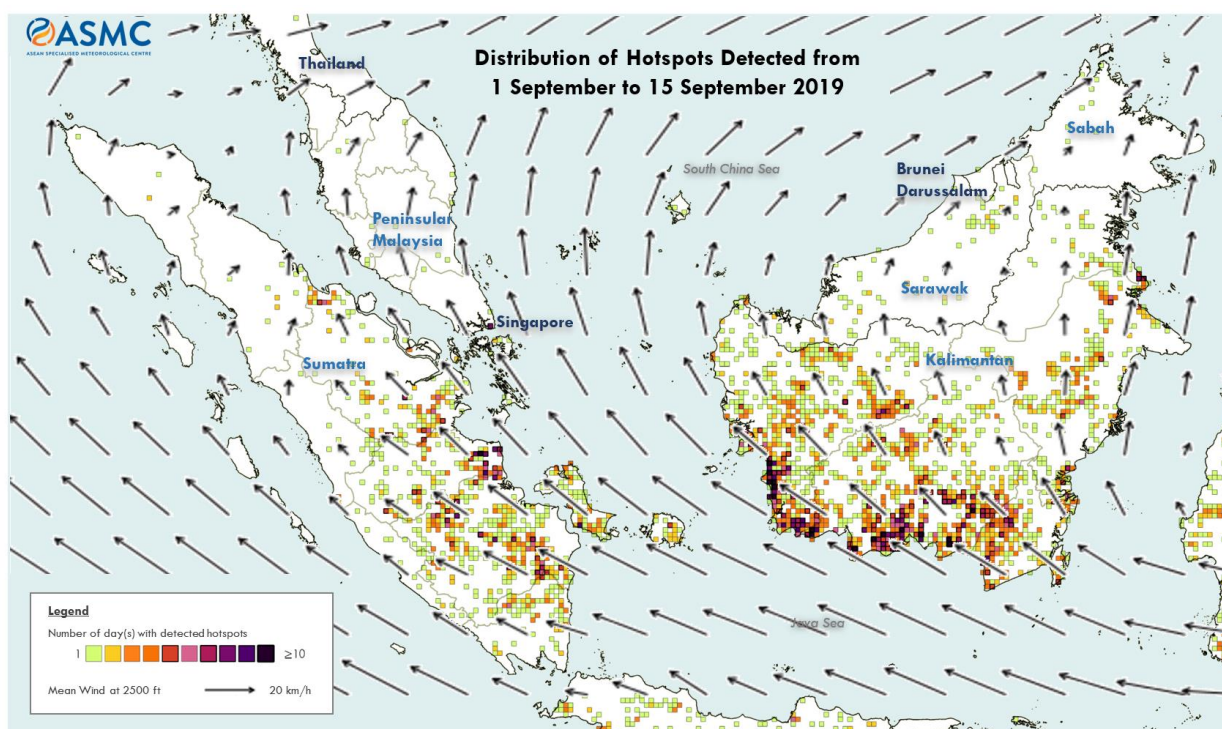 ASMC
ASEAN SPECIALISED METEOROLOGICAL CENTRE
Distribution of Hotspots Detected from
1 September to 15 September 2019
Thailand
Sabah
South China Sea
Brunei
Darussalam
Peninsular
Malaysia
Sarawak
Singapore
Sumatra
Kalimantan
Java Sea
Legend
Number of day(s) with detected hotspots
1 ≥10
Mean Wind at 2500 ft 20 km/h